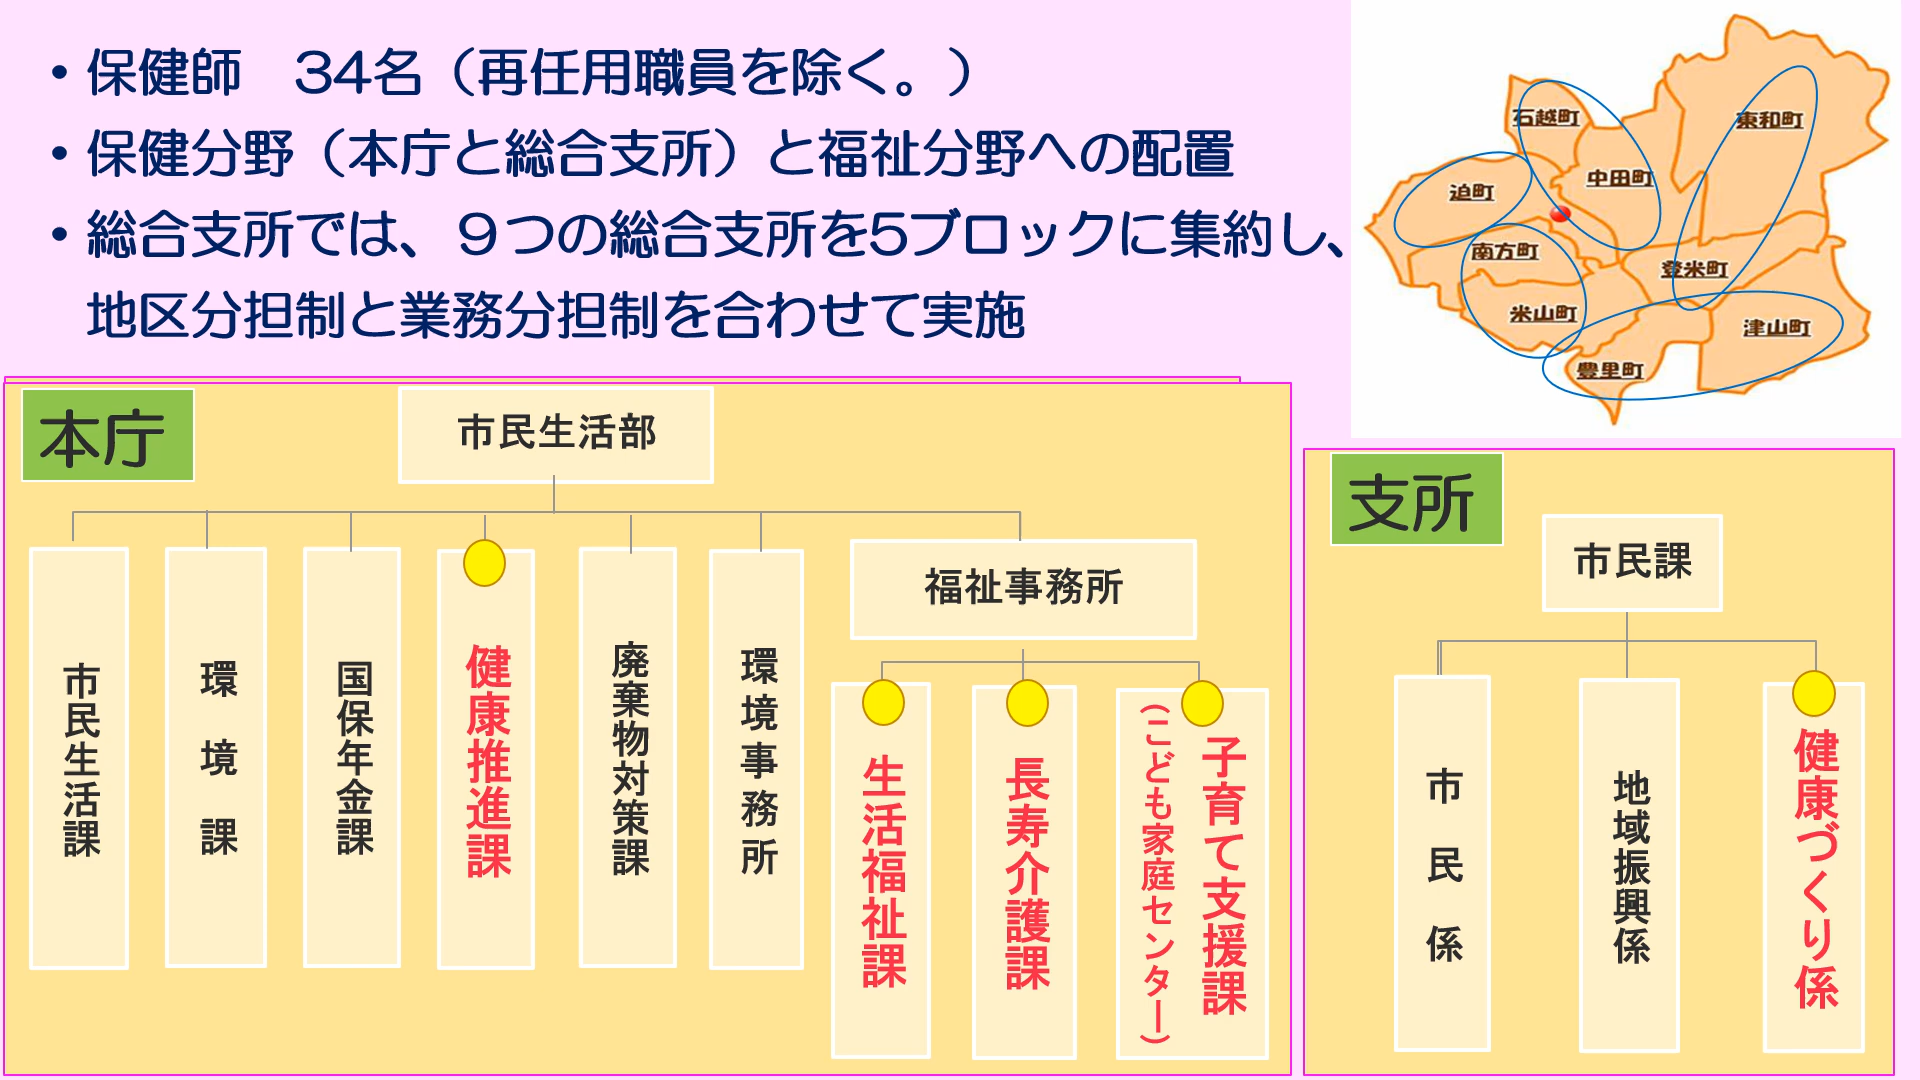 ・保健師　34名（再任用職員を除く。）
・保健分野（本庁と総合支所）と福祉分野への配置
・総合支所では、９つの総合支所を5ブロックに集約し、
地区分担制と業務分担制を合わせて実施
石越町
東和町
中田町
迫町
南方町
登米町
米山町
津山町
豊里町
本庁
市民生活部
市民生活課
環境課
国保年金課
健康推進課
廃棄物対策課
環境事務所
福祉事務所
生活福祉課
長寿介護課
子育て支援課
（こども家庭センター）
支所
市民課
市民係
地域振興係
健康づくり係